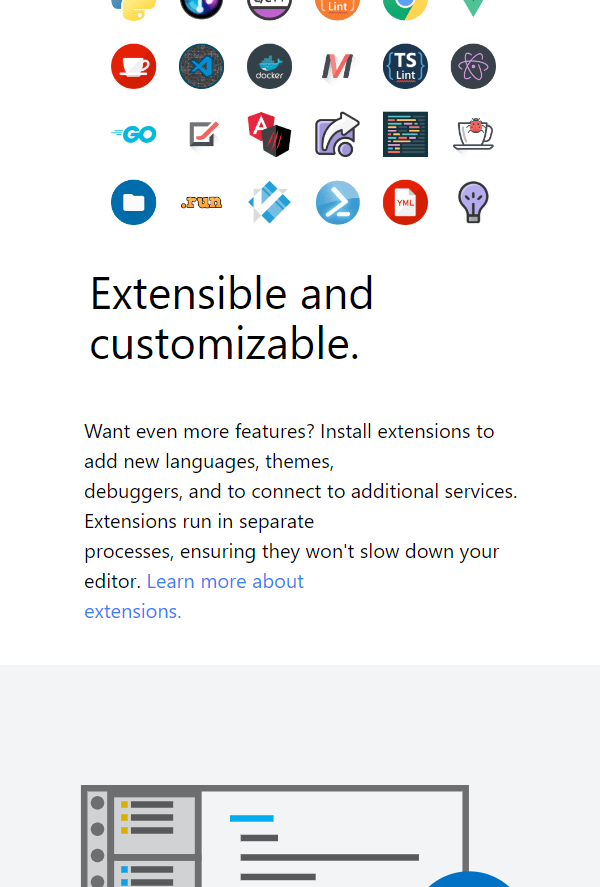 Lint
docker
TS
Lint
GO
.run
YML
Extensible and
customizable.
Want even more features? Install extensions to
add new languages, themes,
debuggers, and to connect to additional services.
Extensions run in separate
processes, ensuring they won't slow down your
editor. Learn more about
extensions.